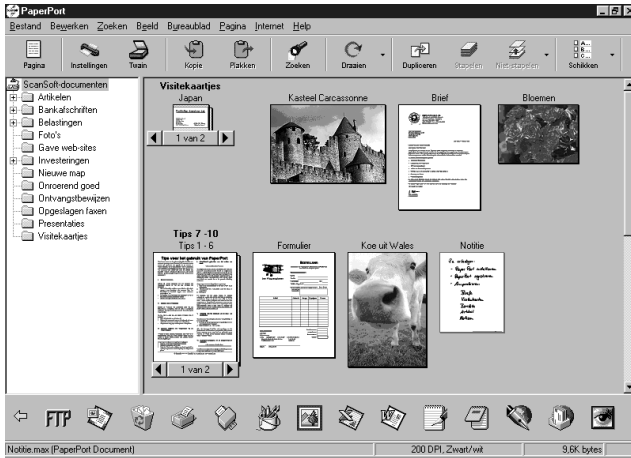 PaperPort
Bestand Bewerken Zoeken Beeld Bureaublad Pagina Internet Help
Pagina Instellingen Twain Kopie Plakken Zoeken Draaien Dupliceren Stapelen Niet-stapelen Schikken
ScanSoft-documenten
Artikelen
Bankafschriften
Belastingen
Foto's
Gave web-sites
Investeringen
Nieuwe map
Onroerend goed
Ontvangstbewijzen
Opgeslagen faxen
Presentaties
Visitekaartjes
Visitekaartjes
Japan Kasteel Carcassonne Brief Bloemen
1 van 2
Tips 7 -10
Tips 1 - 6 Formulier Koe uit Wales Notitie
Tips voor het gebruik van PaperPort
1 van 2
FTP
Notitie.max (PaperPort Document) 200 DPI, Zwart/wit 9,6K bytes